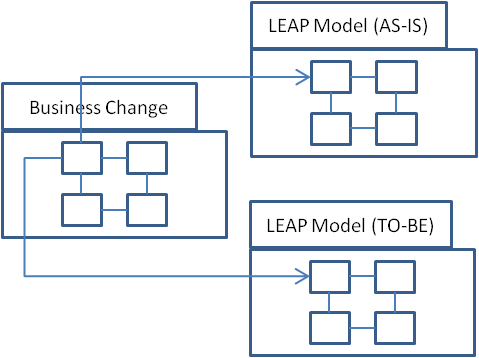 LEAP Model (AS-IS)
Business Change
LEAP Model (TO-BE)